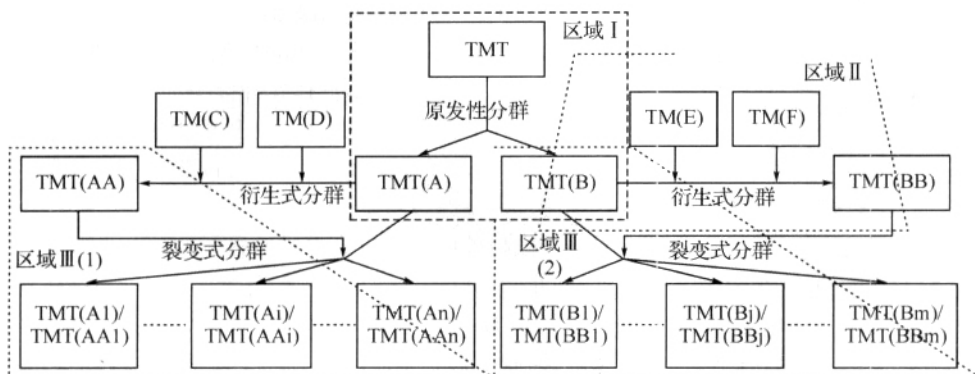 区域Ⅰ
TMT
区域Ⅱ
原发性分群
TM(C)
TM(D)
TM(E)
TM(F)
TMT(AA)
TMT(A)
TMT(B)
TMT(BB)
衍生式分群
衍生式分群
区域Ⅲ(1)
裂变式分群
区域Ⅲ
(2)
裂变式分群
TMT(A1)/
TMT(AA1)
TMT(Ai)/
TMT(AAi)
TMT(An)/
TMT(AAn)
TMT(B1)/
TMT(BB1)
TMT(Bj)/
TMT(BBj)
TMT(Bm)/
TMT(BBm)